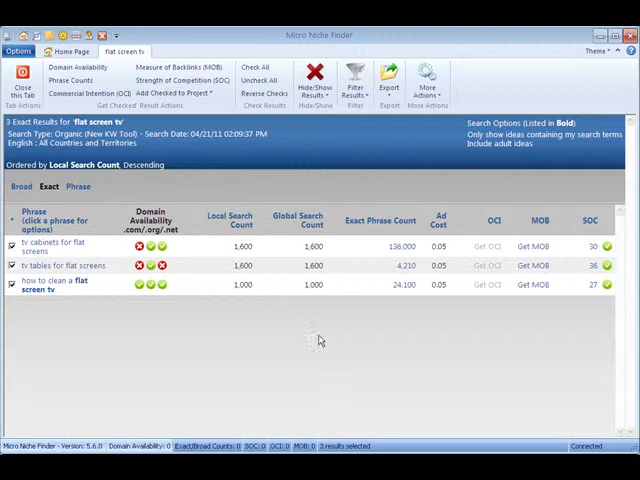 Micro Niche Finder
Options
Home Page
flat screen tv
Theme
Close this Tab
Domain Availability
Phrase Counts
Commercial Intention (OCI)
Measure of Backlinks (MOB)
Strength of Competition (SOC)
Add Checked to Project
Check All
Uncheck All
Reverse Checks
Hide/Show Results
Filter Results
Export
More Actions
Tab Actions
Get Checked Result Actions
Check Results
Hide/Show
Filter
Export
More Actions
3 Exact Results for 'flat screen tv'
Search Type: Organic (New KW Tool) - Search Date: 04/21/11 02:09:37 PM
English : All Countries and Territories
Search Options (Listed in Bold)
Only show ideas containing my search terms
Include adult ideas
Ordered by Local Search Count, Descending
Broad Exact Phrase
* Phrase (click a phrase for options)
Domain Availability .com/.org/.net
Local Search Count
Global Search Count
Exact Phrase Count
Ad Cost
OCI
MOB
SOC
tv cabinets for flat screens 1,600 1,600 136,000 0.05 Get OCI Get MOB 30
tv tables for flat screens 1,600 1,600 4,210 0.05 Get OCI Get MOB 36
how to clean a flat screen tv 1,000 1,000 24,100 0.05 Get OCI Get MOB 27
Micro Niche Finder - Version: 5.6.0 Domain Availability: 0 Exact/Broad Counts: 0 SOC: 0 OCI: 0 MOB: 0 3 results selected Connected